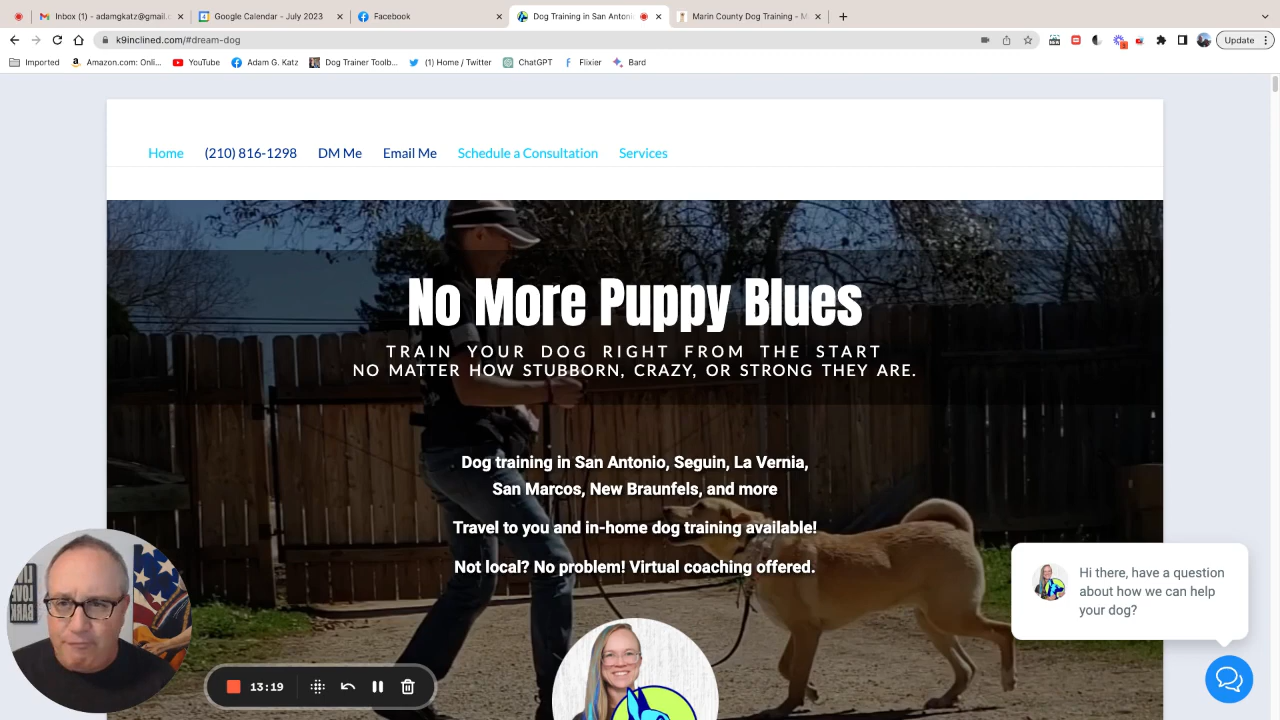 Inbox (1) - adamgkatz@gmail.c
Google Calendar - July 2023
Facebook
Dog Training in San Antoni
Marin County Dog Training - M
k9inclined.com/#dream-dog
Update
Imported
Amazon.com: Onli...
YouTube
Adam G. Katz
Dog Trainer Toolb...
(1) Home / Twitter
ChatGPT
Flixier
Bard
Home
(210) 816-1298
DM Me
Email Me
Schedule a Consultation
Services
No More Puppy Blues
TRAIN YOUR DOG RIGHT FROM THE START
NO MATTER HOW STUBBORN, CRAZY, OR STRONG THEY ARE.
Dog training in San Antonio, Seguin, La Vernia,
San Marcos, New Braunfels, and more
Travel to you and in-home dog training available!
Not local? No problem! Virtual coaching offered.
Hi there, have a question
about how we can help
your dog?
13:19